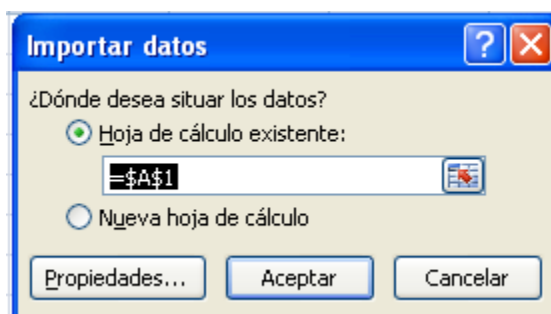 Importar datos
¿Dónde desea situar los datos?
Hoja de cálculo existente:
=$A$1
Nueva hoja de cálculo
Propiedades... Aceptar Cancelar